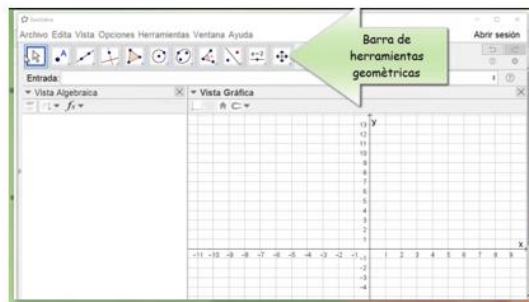 GeoGebra
Archivo Edita Vista Opciones Herramientas Ventana Ayuda
Abrir sesión
Barra de
herramientas
geomètricas
a=2
Entrada:
Vista Algebraica
Vista Gráfica
fx
y
13
12
11
10
9
8
7
6
5
4
3
2
1
x
-11 -10 -9 -8 -7 -6 -5 -4 -3 -2 -1 1 2 3 4 5 6 7 8 9
-1
-2
-3
-4